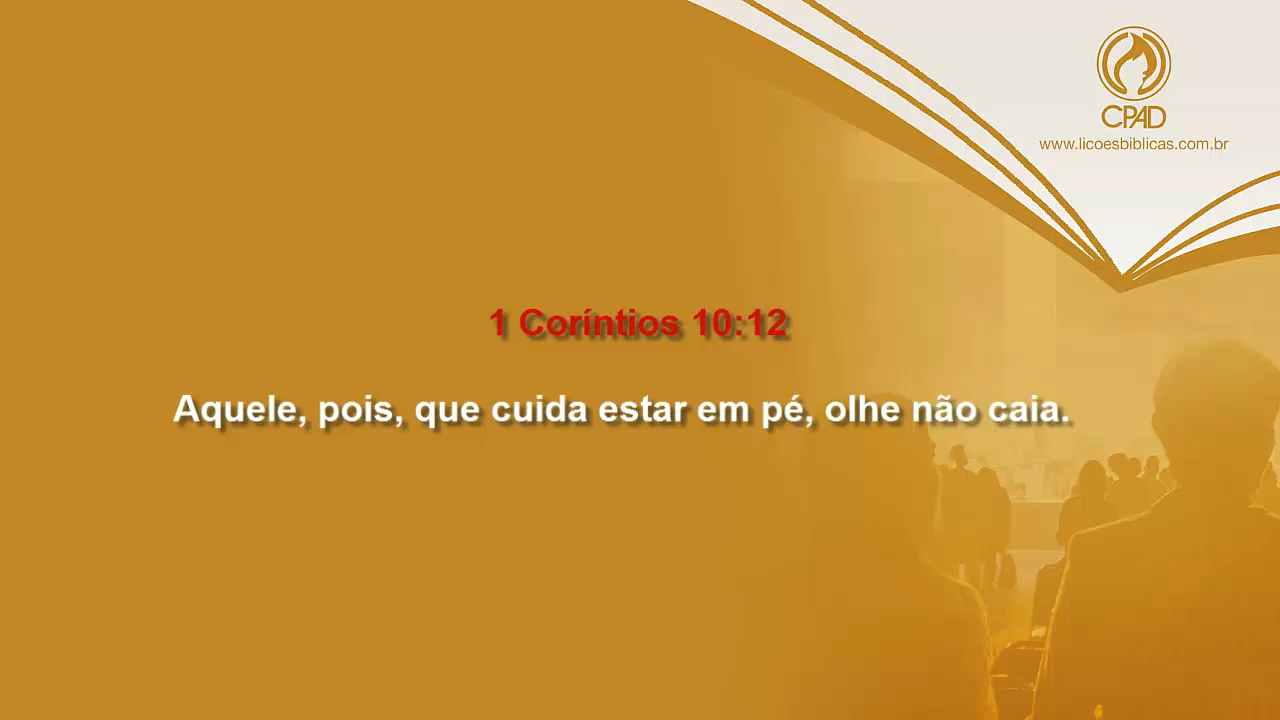 CPAD
www.licoesbiblicas.com.br
1 Coríntios 10:12
Aquele, pois, que cuida estar em pé, olhe não caia.